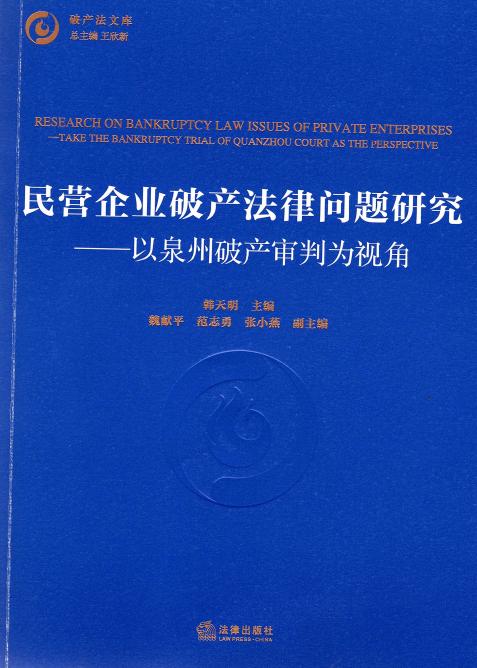 破产法文库
总主编 王欣新
RESEARCH ON BANKRUPTCY LAW ISSUES OF PRIVATE ENTERPRISES
—TAKE THE BANKRUPTCY TRIAL OF QUANZHOU COURT AS THE PERSPECTIVE
民营企业破产法律问题研究
——以泉州破产审判为视角
韩天明 主编
魏献平 范志勇 张小燕 副主编
法律出版社
LAW PRESS·CHINA